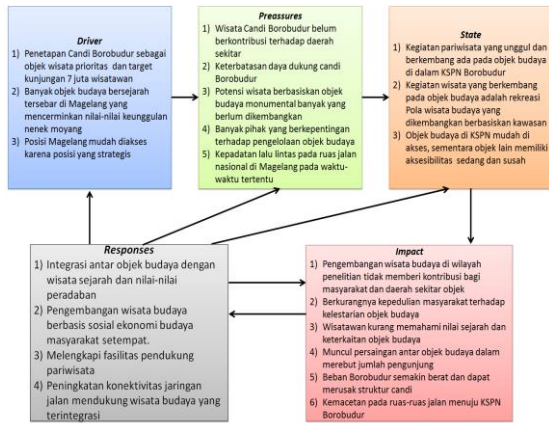 Driver
1) Penetapan Candi Borobudur sebagai
objek wisata prioritas dan target
kunjungan 7 juta wisatawan
2) Banyak objek budaya bersejarah
tersebar di Magelang yang
mencerminkan nilai-nilai keunggulan
nenek moyang
3) Posisi Magelang mudah diakses
karena posisi yang strategis
Preassures
1) Wisata Candi Borobudur belum
berkontribusi terhadap daerah
sekitar
2) Keterbatasan daya dukung candi
Borobudur
3) Potensi wisata berbasiskan objek
budaya monumental banyak yang
berlum dikembangkan
4) Banyak pihak yang berkepentingan
terhadap pengelolaan objek budaya
5) Kepadatan lalu lintas pada ruas jalan
nasional di Magelang pada waktu-
waktu tertentu
State
1) Kegiatan pariwisata yang unggul dan
berkembang ada pada objek budaya
di dalam KSPN Borobudur
2) Kegiatan wisata yang berkembang
pada objek budaya adalah rekreasi
Pola wisata budaya yang
dikembangkan berbasiskan kawasan
3) Objek budaya di KSPN mudah di
akses, sementara objek lain memiliki
aksesibilitas sedang dan susah
Responses
1) Integrasi antar objek budaya dengan
wisata sejarah dan nilai-nilai
peradaban
2) Pengembangan wisata budaya
berbasis sosial ekonomi budaya
masyarakat setempat.
3) Melengkapi fasilitas pendukung
pariwisata
4) Peningkatan konektivitas jaringan
jalan mendukung wisata budaya yang
terintegrasi
Impact
1) Pengembangan wisata budaya di wilayah
penelitian tidak memberi kontribusi bagi
masyarakat dan daerah sekitar objek
2) Berkurangnya kepedulian masyarakat terhadap
kelestarian objek budaya
3) Wisatawan kurang memahami nilai sejarah dan
keterkaitan objek budaya
4) Muncul persaingan antar objek budaya dalam
merebut jumlah pengunjung
5) Beban Borobudur semakin berat dan dapat
merusak struktur candi
6) Kemacetan pada ruas-ruas jalan menuju KSPN
Borobudur